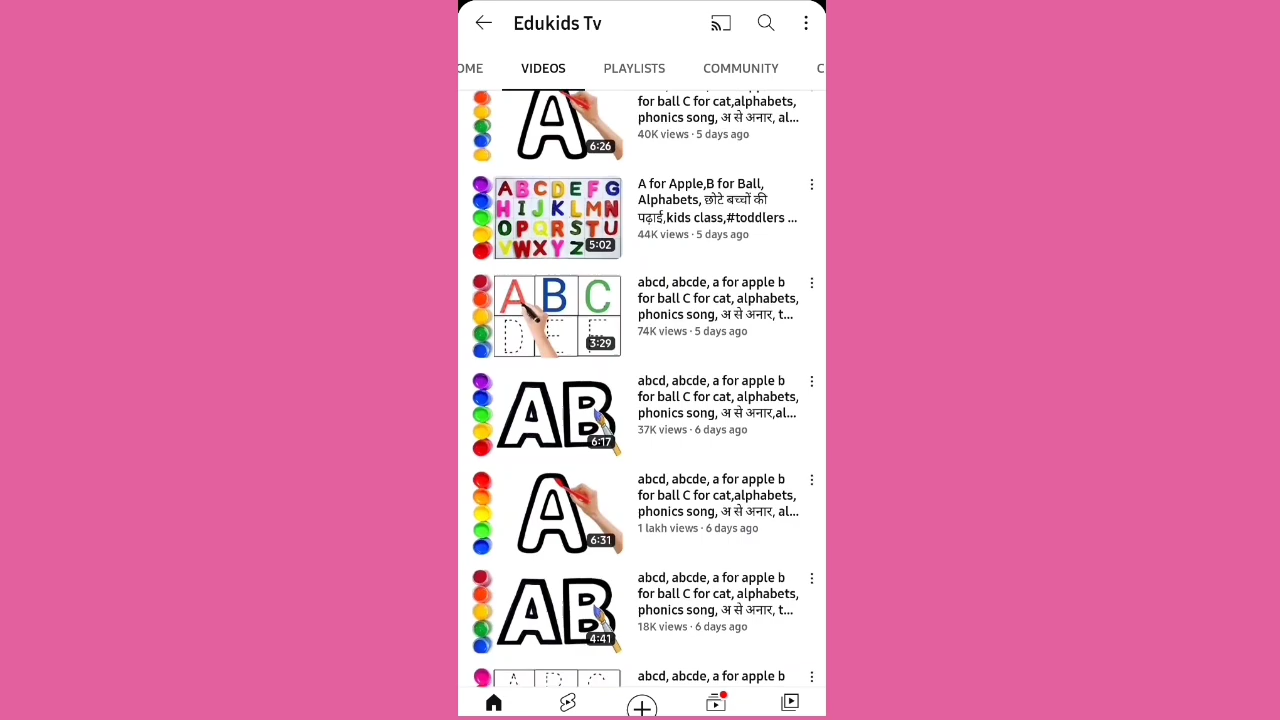 Edukids Tv
OME VIDEOS PLAYLISTS COMMUNITY C
for ball C for cat,alphabets,
phonics song, अ से अनार, al...
40K views · 5 days ago
A
6:26
A for Apple,B for Ball,
Alphabets, छोटे बच्चों की
पढ़ाई,kids class,#toddlers ...
44K views · 5 days ago
A B C D E F G
H I J K L M N
O P Q R S T U
V W X Y Z
5:02
abcd, abcde, a for apple b
for ball C for cat, alphabets,
phonics song, अ से अनार, t...
74K views · 5 days ago
A B C
D E F
3:29
abcd, abcde, a for apple b
for ball C for cat, alphabets,
phonics song, अ से अनार,al...
37K views · 6 days ago
AB
6:17
abcd, abcde, a for apple b
for ball C for cat,alphabets,
phonics song, अ से अनार, al...
1 lakh views · 6 days ago
A
6:31
abcd, abcde, a for apple b
for ball C for cat, alphabets,
phonics song, अ से अनार, t...
18K views · 6 days ago
AB
4:41
abcd, abcde, a for apple b